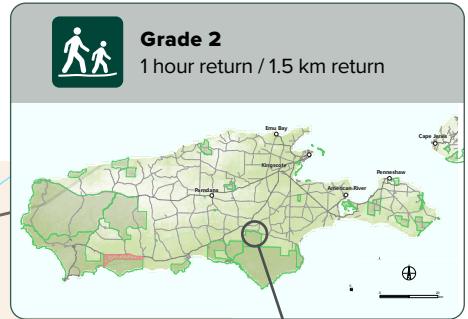 Grade 2
1 hour return / 1.5 km return
Emu Bay
Cape Jervis
Kingscote
Penneshaw
Parndana
American River